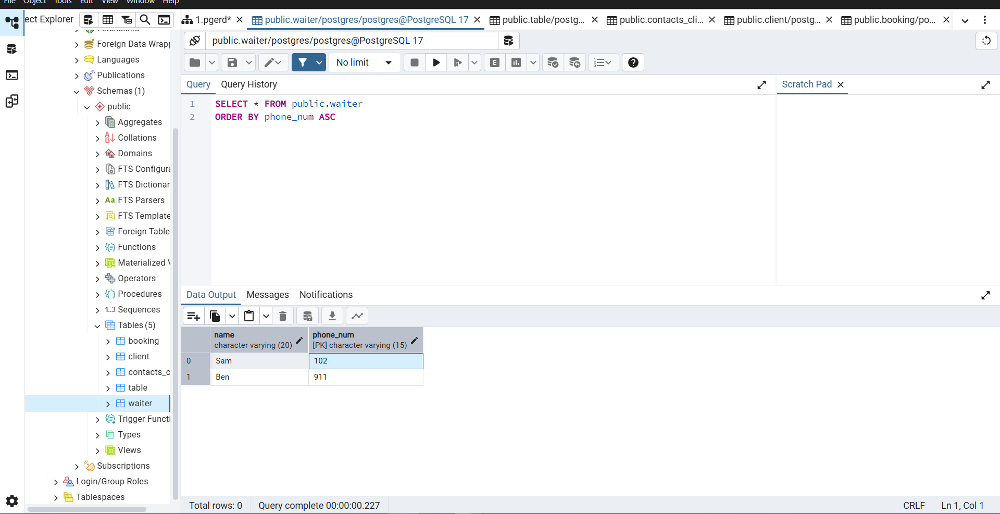 File Object Tools Edit View Window Help
ect Explorer
1.pgerd*
public.waiter/postgres/postgres@PostgreSQL 17
public.table/postg...
public.contacts_cli...
public.client/postg...
public.booking/po...
public.waiter/postgres/postgres@PostgreSQL 17
No limit
E
Query Query History
Scratch Pad
1 SELECT * FROM public.waiter
2 ORDER BY phone_num ASC
Extensions
Foreign Data Wrapp
Languages
Publications
Schemas (1)
public
Aggregates
Collations
Domains
FTS Configura
FTS Dictionar
Aa FTS Parsers
FTS Template
Foreign Table
Functions
Materialized V
Operators
Procedures
1..3 Sequences
Tables (5)
booking
client
contacts_c
table
waiter
Trigger Functi
Types
Views
Subscriptions
Login/Group Roles
Tablespaces
Data Output Messages Notifications
name
character varying (20)
phone_num
[PK] character varying (15)
0 Sam 102
1 Ben 911
Total rows: 0 Query complete 00:00:00.227
CRLF Ln 1, Col 1